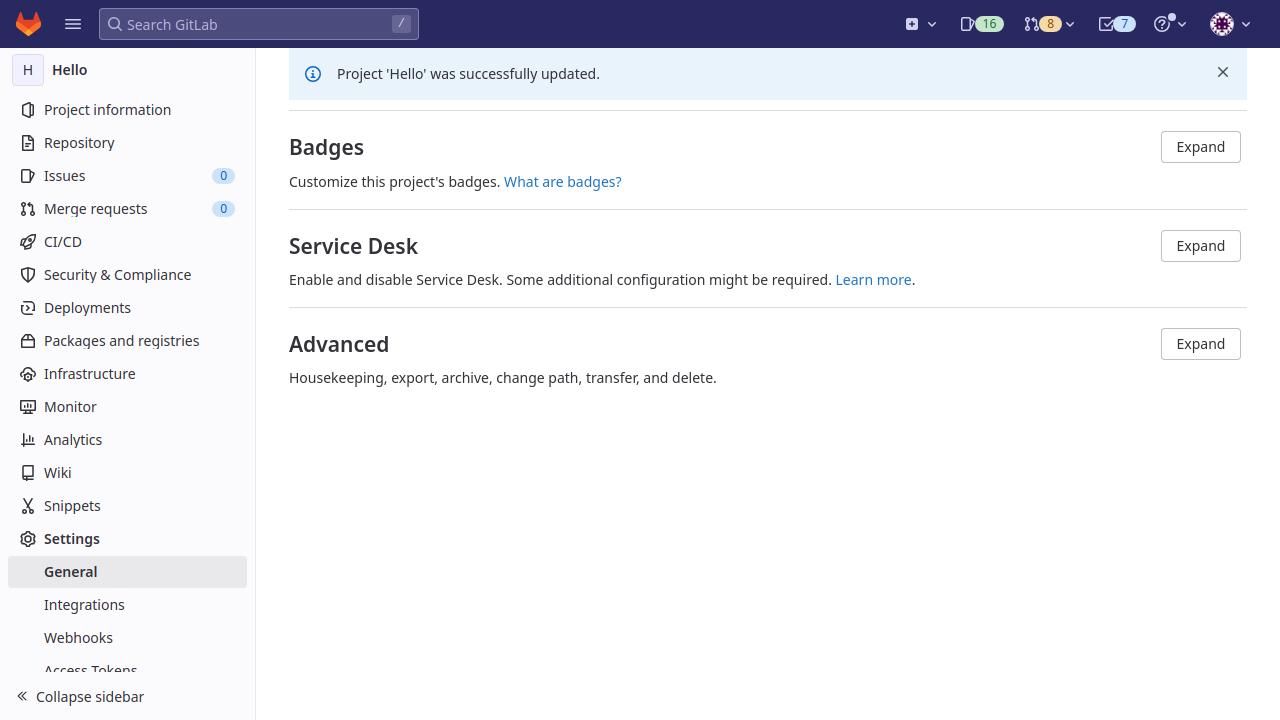 Search GitLab
/
16
8
7
H
Hello
Project information
Repository
Issues
0
Merge requests
0
CI/CD
Security & Compliance
Deployments
Packages and registries
Infrastructure
Monitor
Analytics
Wiki
Snippets
Settings
General
Integrations
Webhooks
Access Tokens
Collapse sidebar
Project 'Hello' was successfully updated.
Badges
Expand
Customize this project's badges. What are badges?
Service Desk
Expand
Enable and disable Service Desk. Some additional configuration might be required. Learn more.
Advanced
Expand
Housekeeping, export, archive, change path, transfer, and delete.